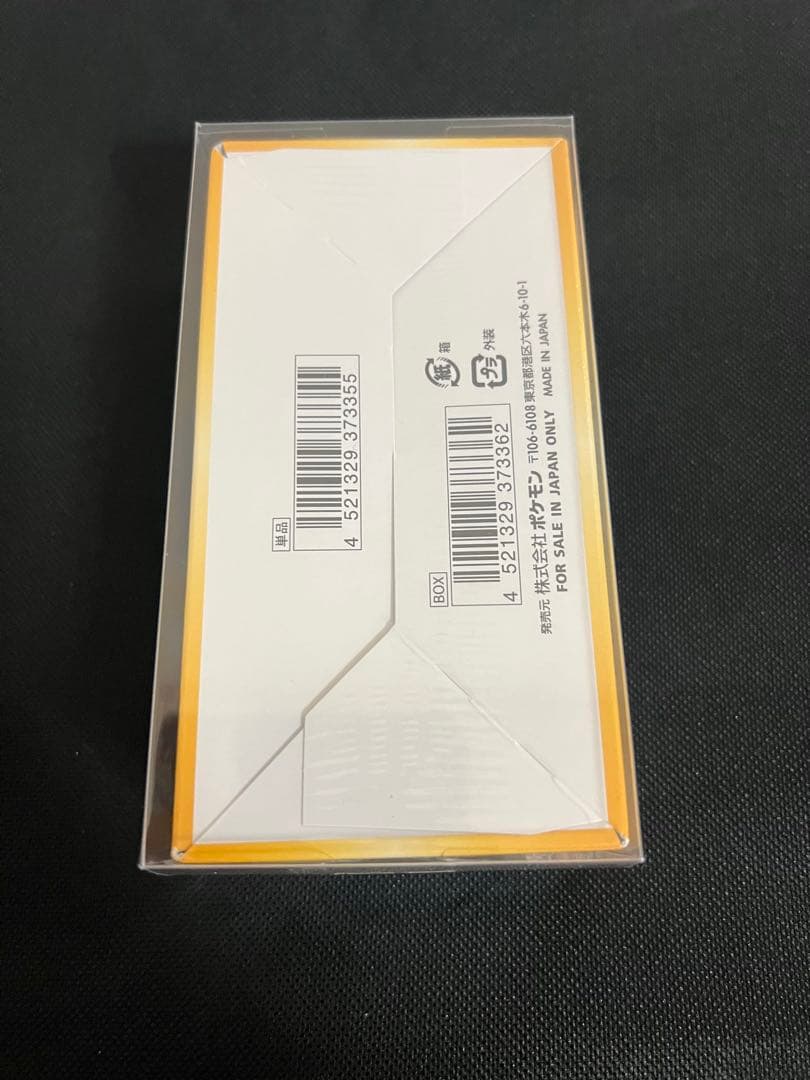 単品
4 521329 373355
紙 箱
プラ 外装
BOX
4 521329 373362
発売元 株式会社 ポケモン 〒106-6108 東京都港区六本木6-10-1
FOR SALE IN JAPAN ONLY MADE IN JAPAN